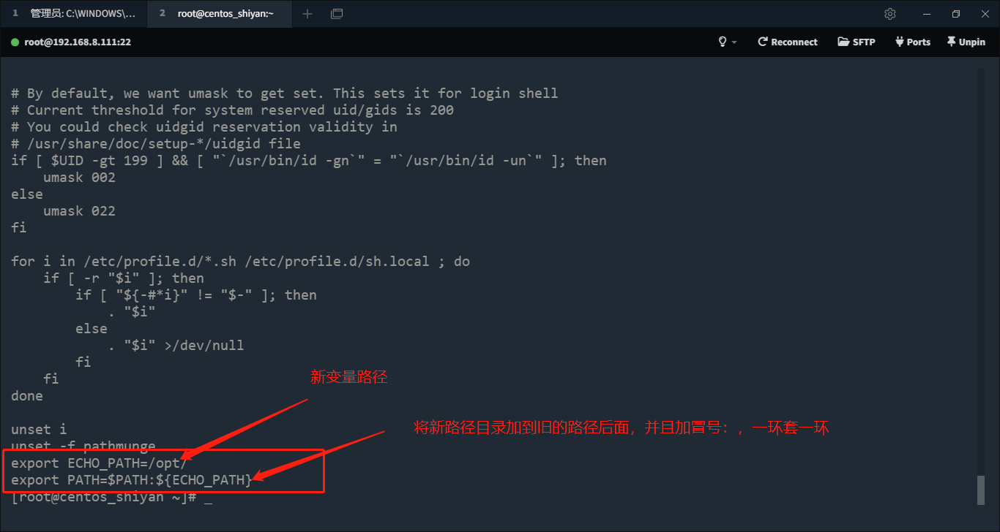 1 管理员: C:\WINDOWS\...
2 root@centos_shiyan:~
root@192.168.8.111:22
Reconnect
SFTP
Ports
Unpin
# By default, we want umask to get set. This sets it for login shell
# Current threshold for system reserved uid/gids is 200
# You could check uidgid reservation validity in
# /usr/share/doc/setup-*/uidgid file
if [ $UID -gt 199 ] && [ "`/usr/bin/id -gn`" = "`/usr/bin/id -un`" ]; then
    umask 002
else
    umask 022
fi
for i in /etc/profile.d/*.sh /etc/profile.d/sh.local ; do
    if [ -r "$i" ]; then
        if [ "${-#*i}" != "$-" ]; then
            . "$i"
        else
            . "$i" >/dev/null
        fi
    fi
done
新变量路径
将新路径目录加到旧的路径后面，并且加冒号：，一环套一环
unset i
unset -f pathmunge
export ECHO_PATH=/opt/
export PATH=$PATH:${ECHO_PATH}
[root@centos_shiyan ~]# _